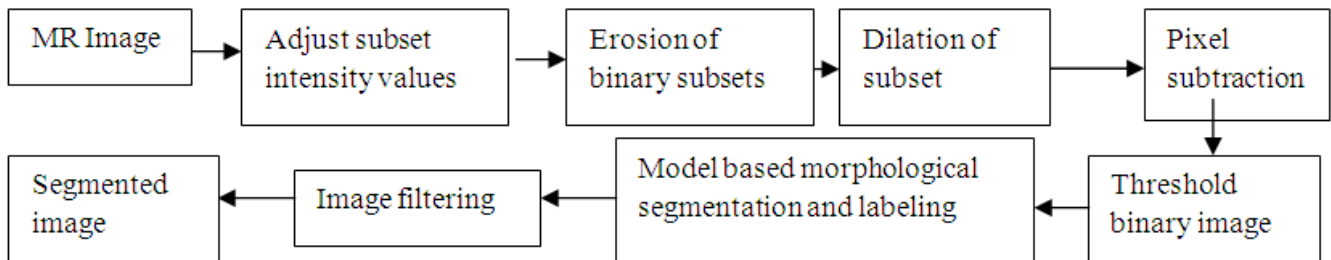 MR Image
Adjust subset
intensity values
Erosion of
binary subsets
Dilation of
subset
Pixel
subtraction
Threshold
binary image
Model based morphological
segmentation and labeling
Image filtering
Segmented
image